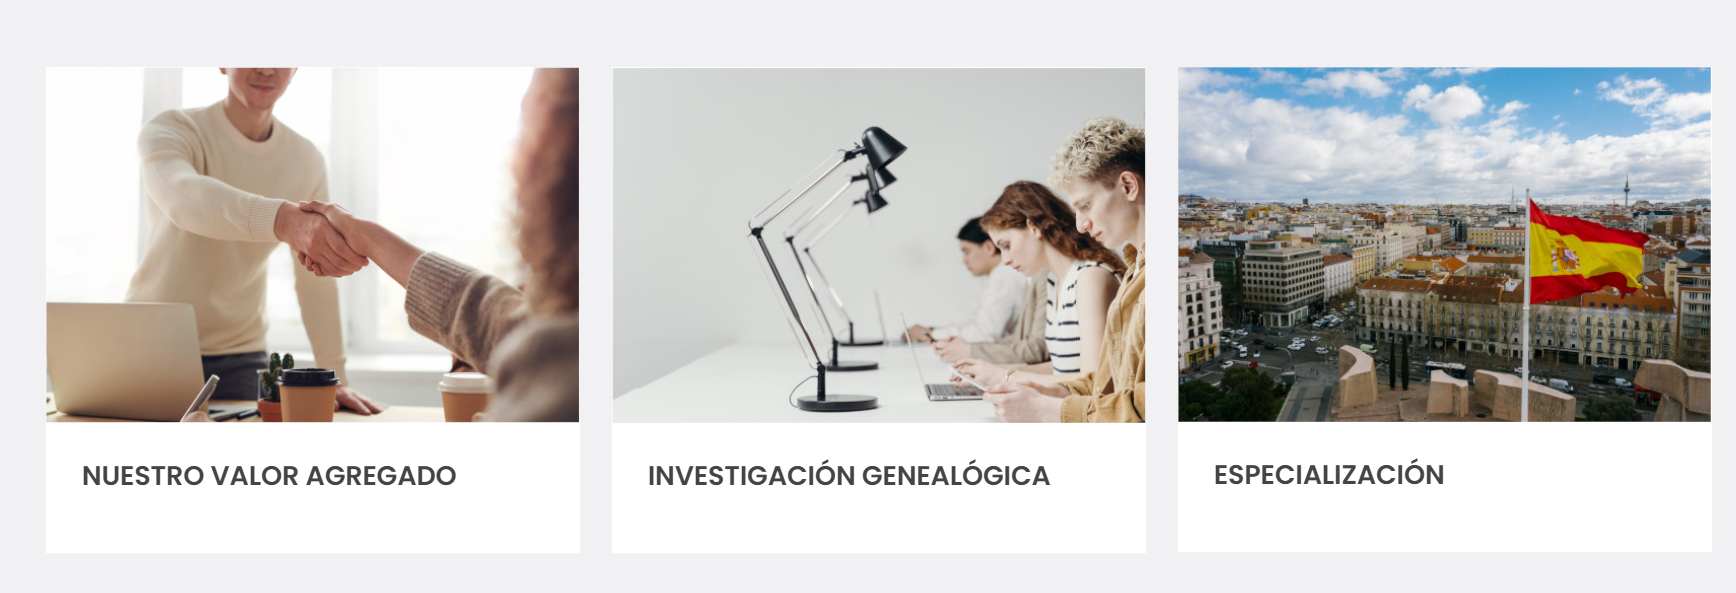 NUESTRO VALOR AGREGADO
INVESTIGACIÓN GENEALÓGICA
ESPECIALIZACIÓN